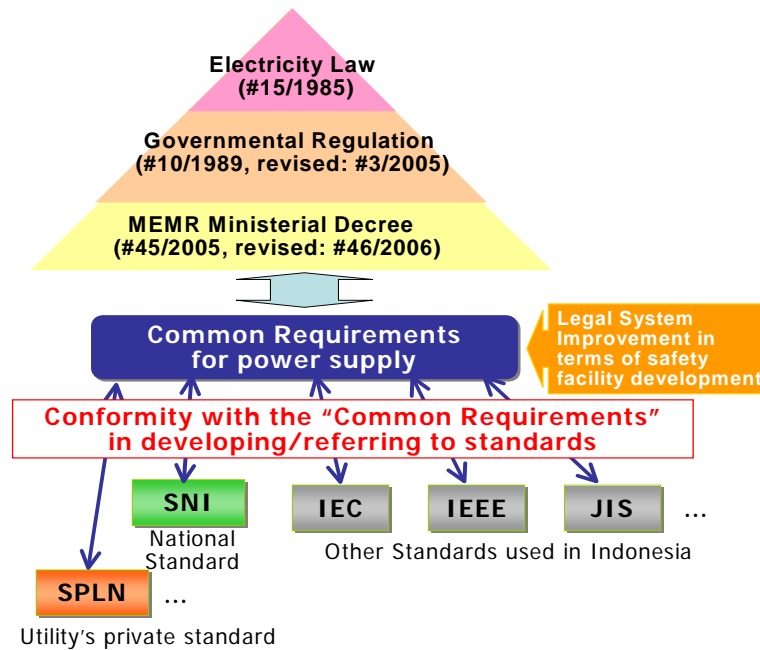 Electricity Law
(#15/1985)
Governmental Regulation
(#10/1989, revised: #3/2005)
MEMR Ministerial Decree
(#45/2005, revised: #46/2006)
Common Requirements
for power supply
Legal System
Improvement in
terms of safety
facility development
Conformity with the “Common Requirements”
in developing/referring to standards
SNI
IEC
IEEE
JIS
...
National
Standard
Other Standards used in Indonesia
SPLN
...
Utility's private standard